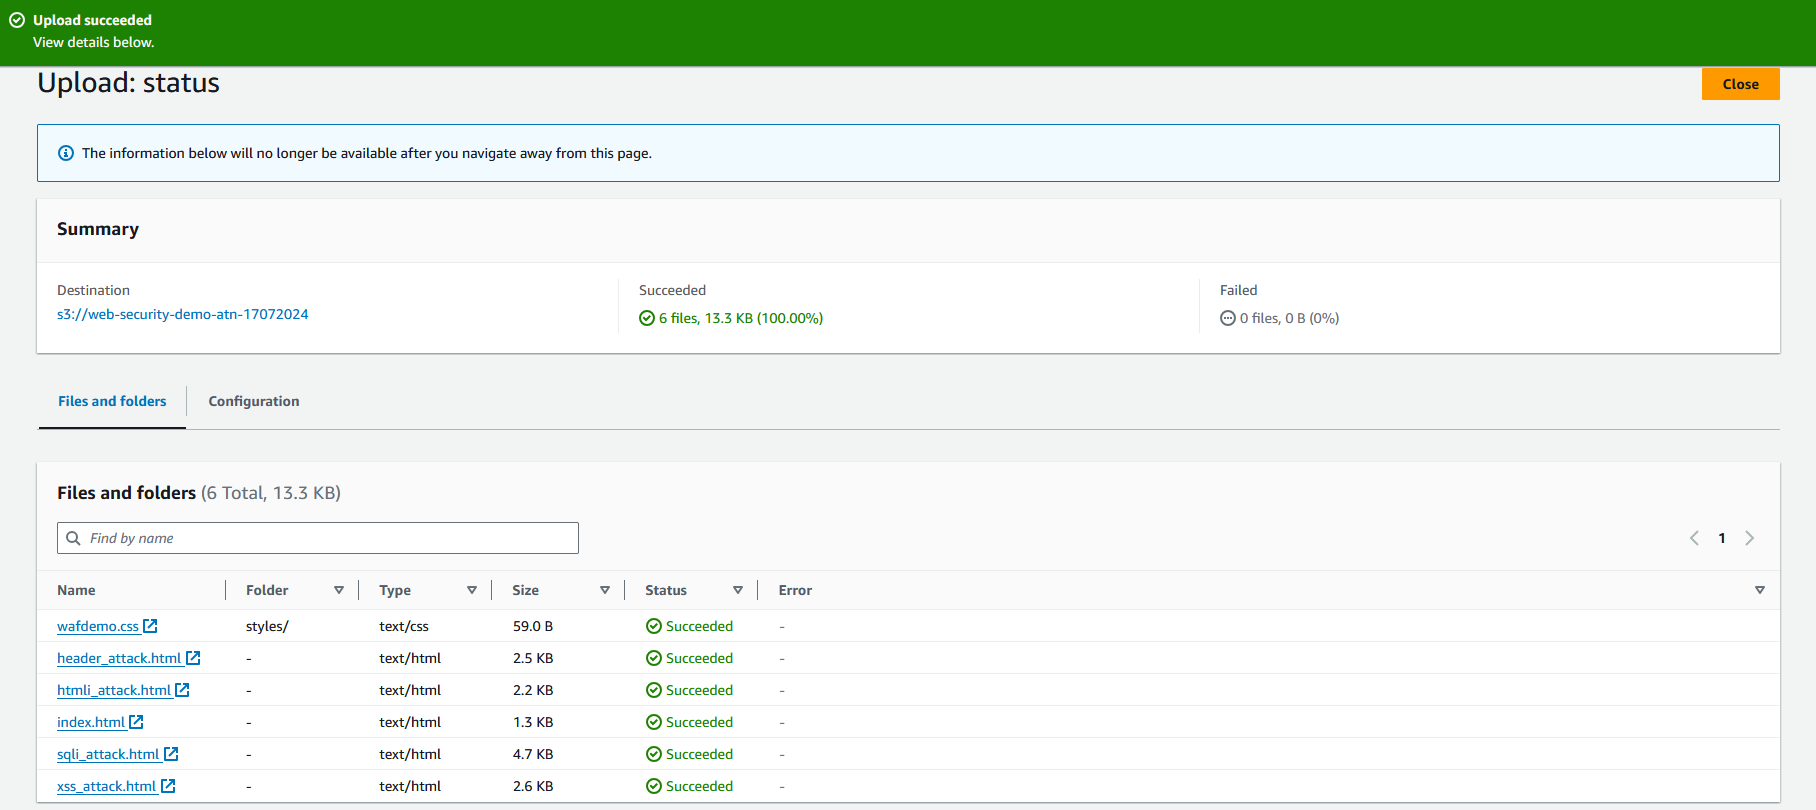 Upload succeeded
View details below.
Upload: status
Close
The information below will no longer be available after you navigate away from this page.
Summary
Destination
s3://web-security-demo-atn-17072024
Succeeded
6 files, 13.3 KB (100.00%)
Failed
0 files, 0 B (0%)
Files and folders
Configuration
Files and folders (6 Total, 13.3 KB)
Find by name
1
Name Folder Type Size Status Error
wafdemo.css styles/ text/css 59.0 B Succeeded -
header_attack.html - text/html 2.5 KB Succeeded -
htmli_attack.html - text/html 2.2 KB Succeeded -
index.html - text/html 1.3 KB Succeeded -
sqli_attack.html - text/html 4.7 KB Succeeded -
xss_attack.html - text/html 2.6 KB Succeeded -